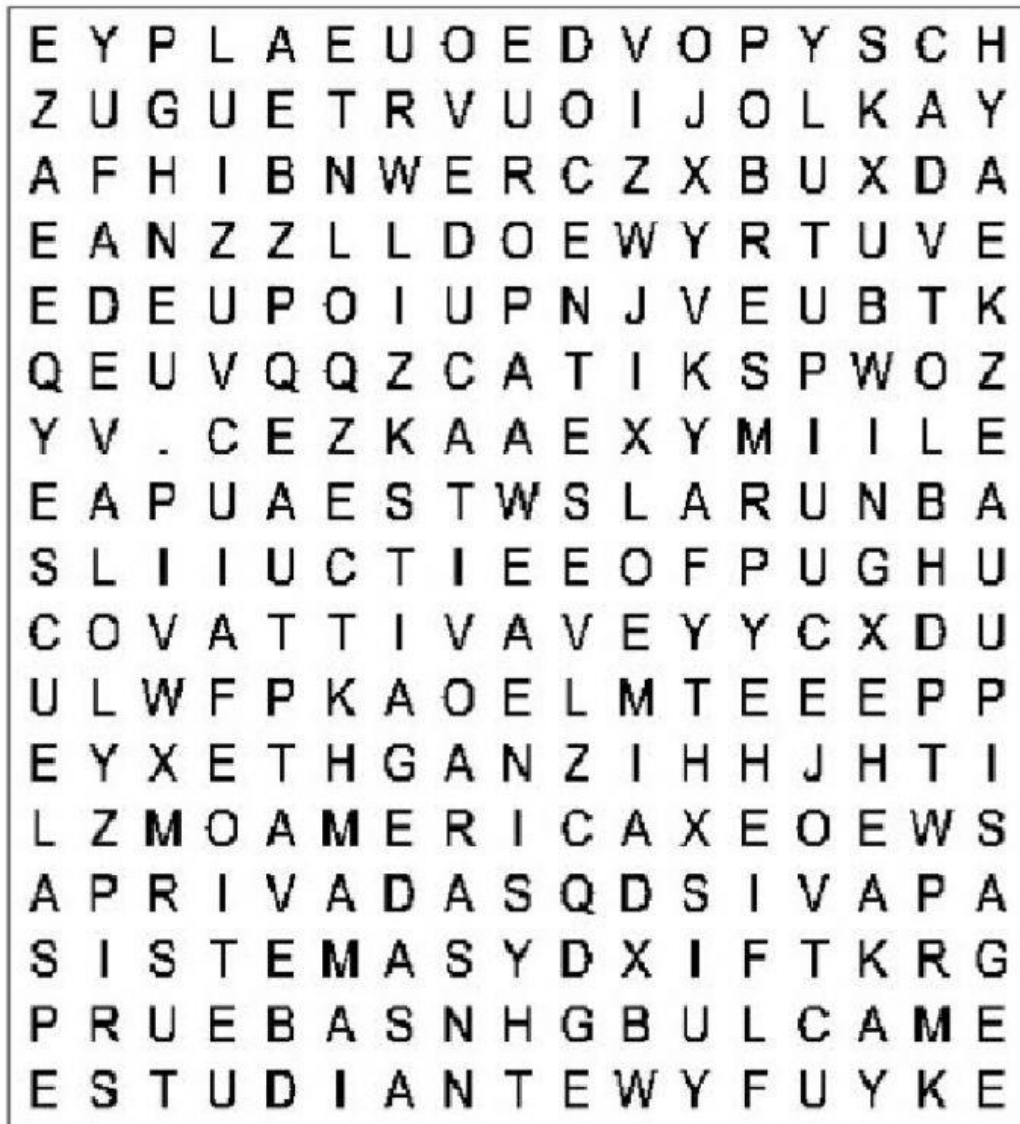 E Y P L A E U O E D V O P Y S C H
Z U G U E T R V U O I J O L K A Y
A F H I B N W E R C Z X B U X D A
E A N Z Z L L D O E W Y R T U V E
E D E U P O I U P N J V E U B T K
Q E U V Q Q Z C A T I K S P W O Z
Y V . C E Z K A A E X Y M I I L E
E A P U A E S T W S L A R U N B A
S L I I U C T I E E O F P U G H U
C O V A T T I V A V E Y Y C X D U
U L W F P K A O E L M T E E E P P
E Y X E T H G A N Z I H H J H T I
L Z M O A M E R I C A X E O E W S
A P R I V A D A S Q D S I V A P A
S I S T E M A S Y D X I F T K R G
P R U E B A S N H G B U L C A M E
E S T U D I A N T E W Y F U Y K E